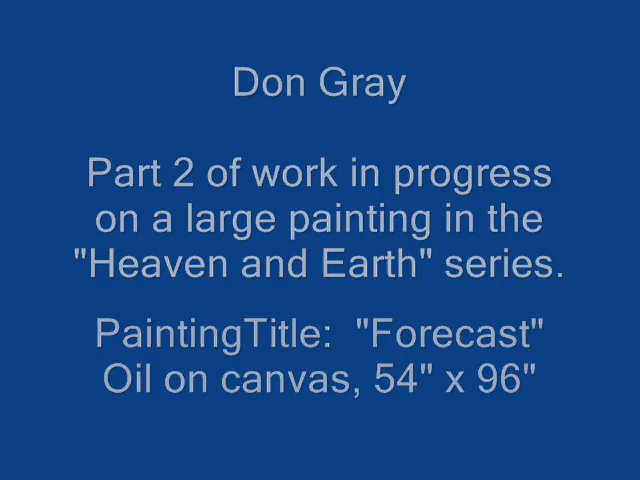 Don Gray
Part 2 of work in progress
on a large painting in the
"Heaven and Earth" series.
PaintingTitle:  "Forecast"
Oil on canvas, 54" x 96"